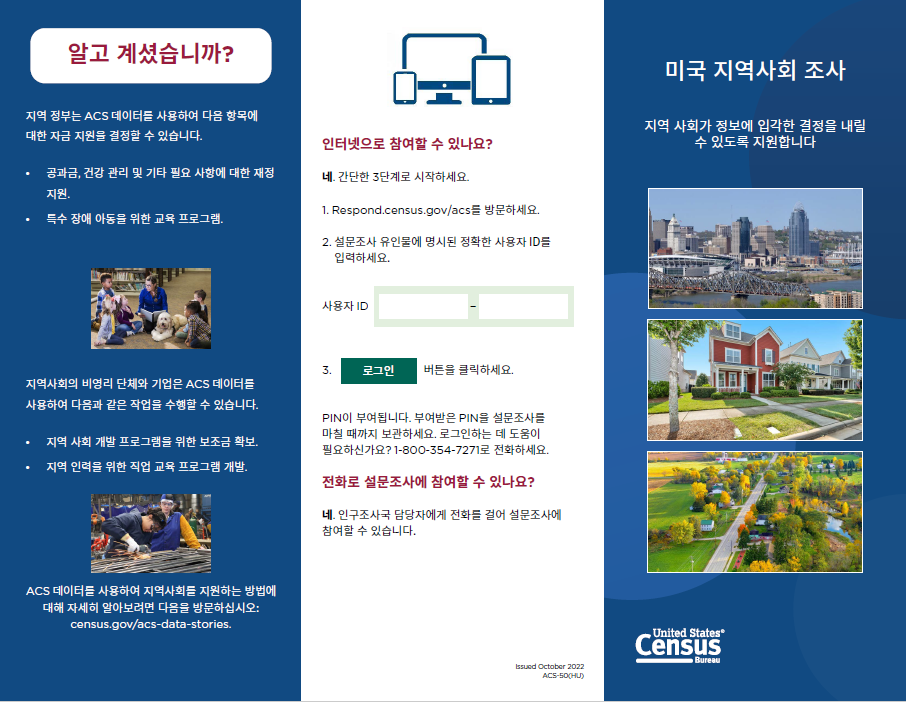 알고 계셨습니까?
지역 정부는 ACS 데이터를 사용하여 다음 항목에
대한 자금 지원을 결정할 수 있습니다.
• 공과금, 건강 관리 및 기타 필요 사항에 대한 재정
지원.
• 특수 장애 아동을 위한 교육 프로그램.
지역사회의 비영리 단체와 기업은 ACS 데이터를
사용하여 다음과 같은 작업을 수행할 수 있습니다.
• 지역 사회 개발 프로그램을 위한 보조금 확보.
• 지역 인력을 위한 직업 교육 프로그램 개발.
ACS 데이터를 사용하여 지역사회를 지원하는 방법에
대해 자세히 알아보려면 다음을 방문하십시오:
census.gov/acs-data-stories.
인터넷으로 참여할 수 있나요?
네. 간단한 3단계로 시작하세요.
1. Respond.census.gov/acs를 방문하세요.
2. 설문조사 유인물에 명시된 정확한 사용자 ID를
입력하세요.
사용자 ID –
3. 로그인 버튼을 클릭하세요.
PIN이 부여됩니다. 부여받은 PIN을 설문조사를
마칠 때까지 보관하세요. 로그인하는 데 도움이
필요하신가요? 1-800-354-7271로 전화하세요.
전화로 설문조사에 참여할 수 있나요?
네. 인구조사국 담당자에게 전화를 걸어 설문조사에
참여할 수 있습니다.
Issued October 2022
ACS-50(HU)
미국 지역사회 조사
지역 사회가 정보에 입각한 결정을 내릴
수 있도록 지원합니다
United States®
Census
Bureau